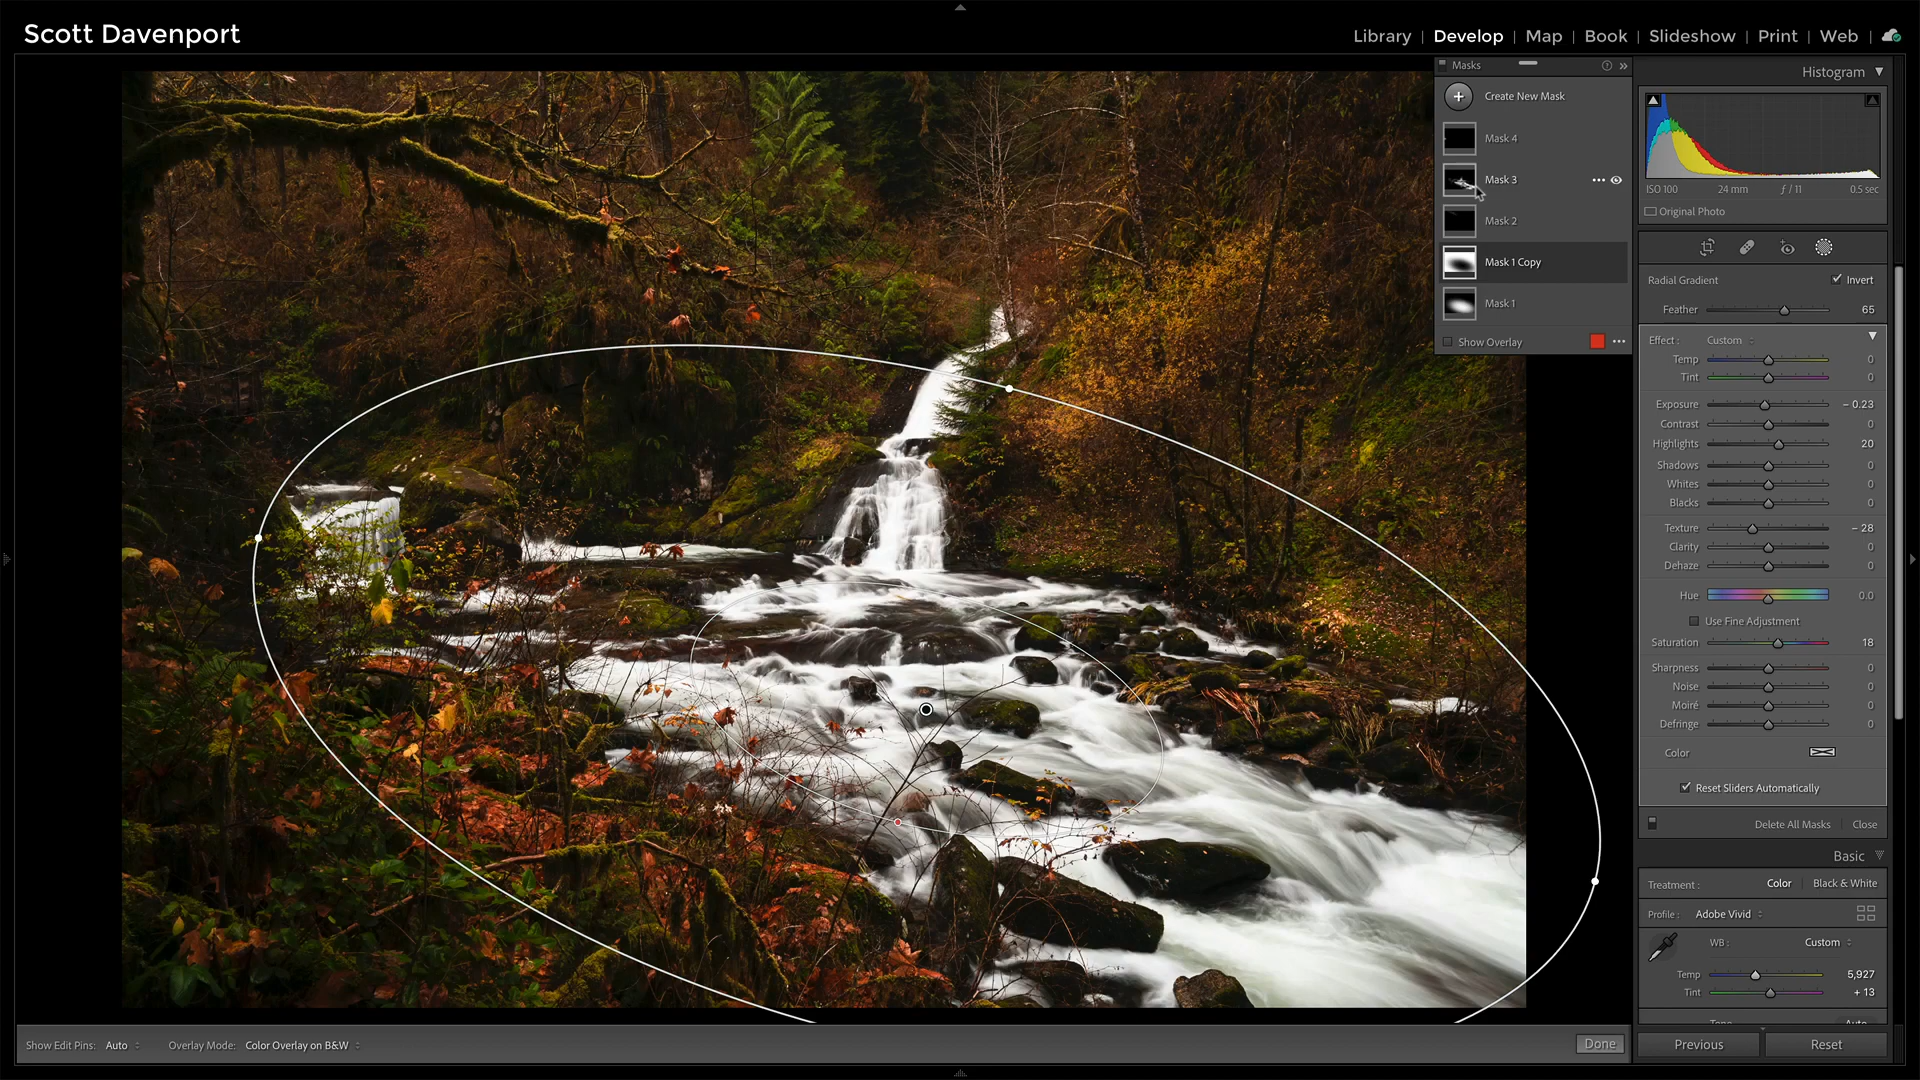 Scott Davenport
Library | Develop | Map | Book | Slideshow | Print | Web |
Masks
Create New Mask
Mask 4
Mask 3
Mask 2
Mask 1 Copy
Mask 1
Show Overlay
Histogram
ISO 100 24 mm ƒ / 11 0.5 sec
Original Photo
Radial Gradient Invert
Feather 65
Effect : Custom
Temp 0
Tint 0
Exposure – 0.23
Contrast 0
Highlights 20
Shadows 0
Whites 0
Blacks 0
Texture – 28
Clarity 0
Dehaze 0
Hue 0.0
Use Fine Adjustment
Saturation 18
Sharpness 0
Noise 0
Moiré 0
Defringe 0
Color
Reset Sliders Automatically
Delete All Masks Close
Basic
Treatment : Color | Black & White
Profile : Adobe Vivid
WB : Custom
Temp 5,927
Tint + 13
Tone Auto
Show Edit Pins: Auto Overlay Mode: Color Overlay on B&W Done
Previous Reset